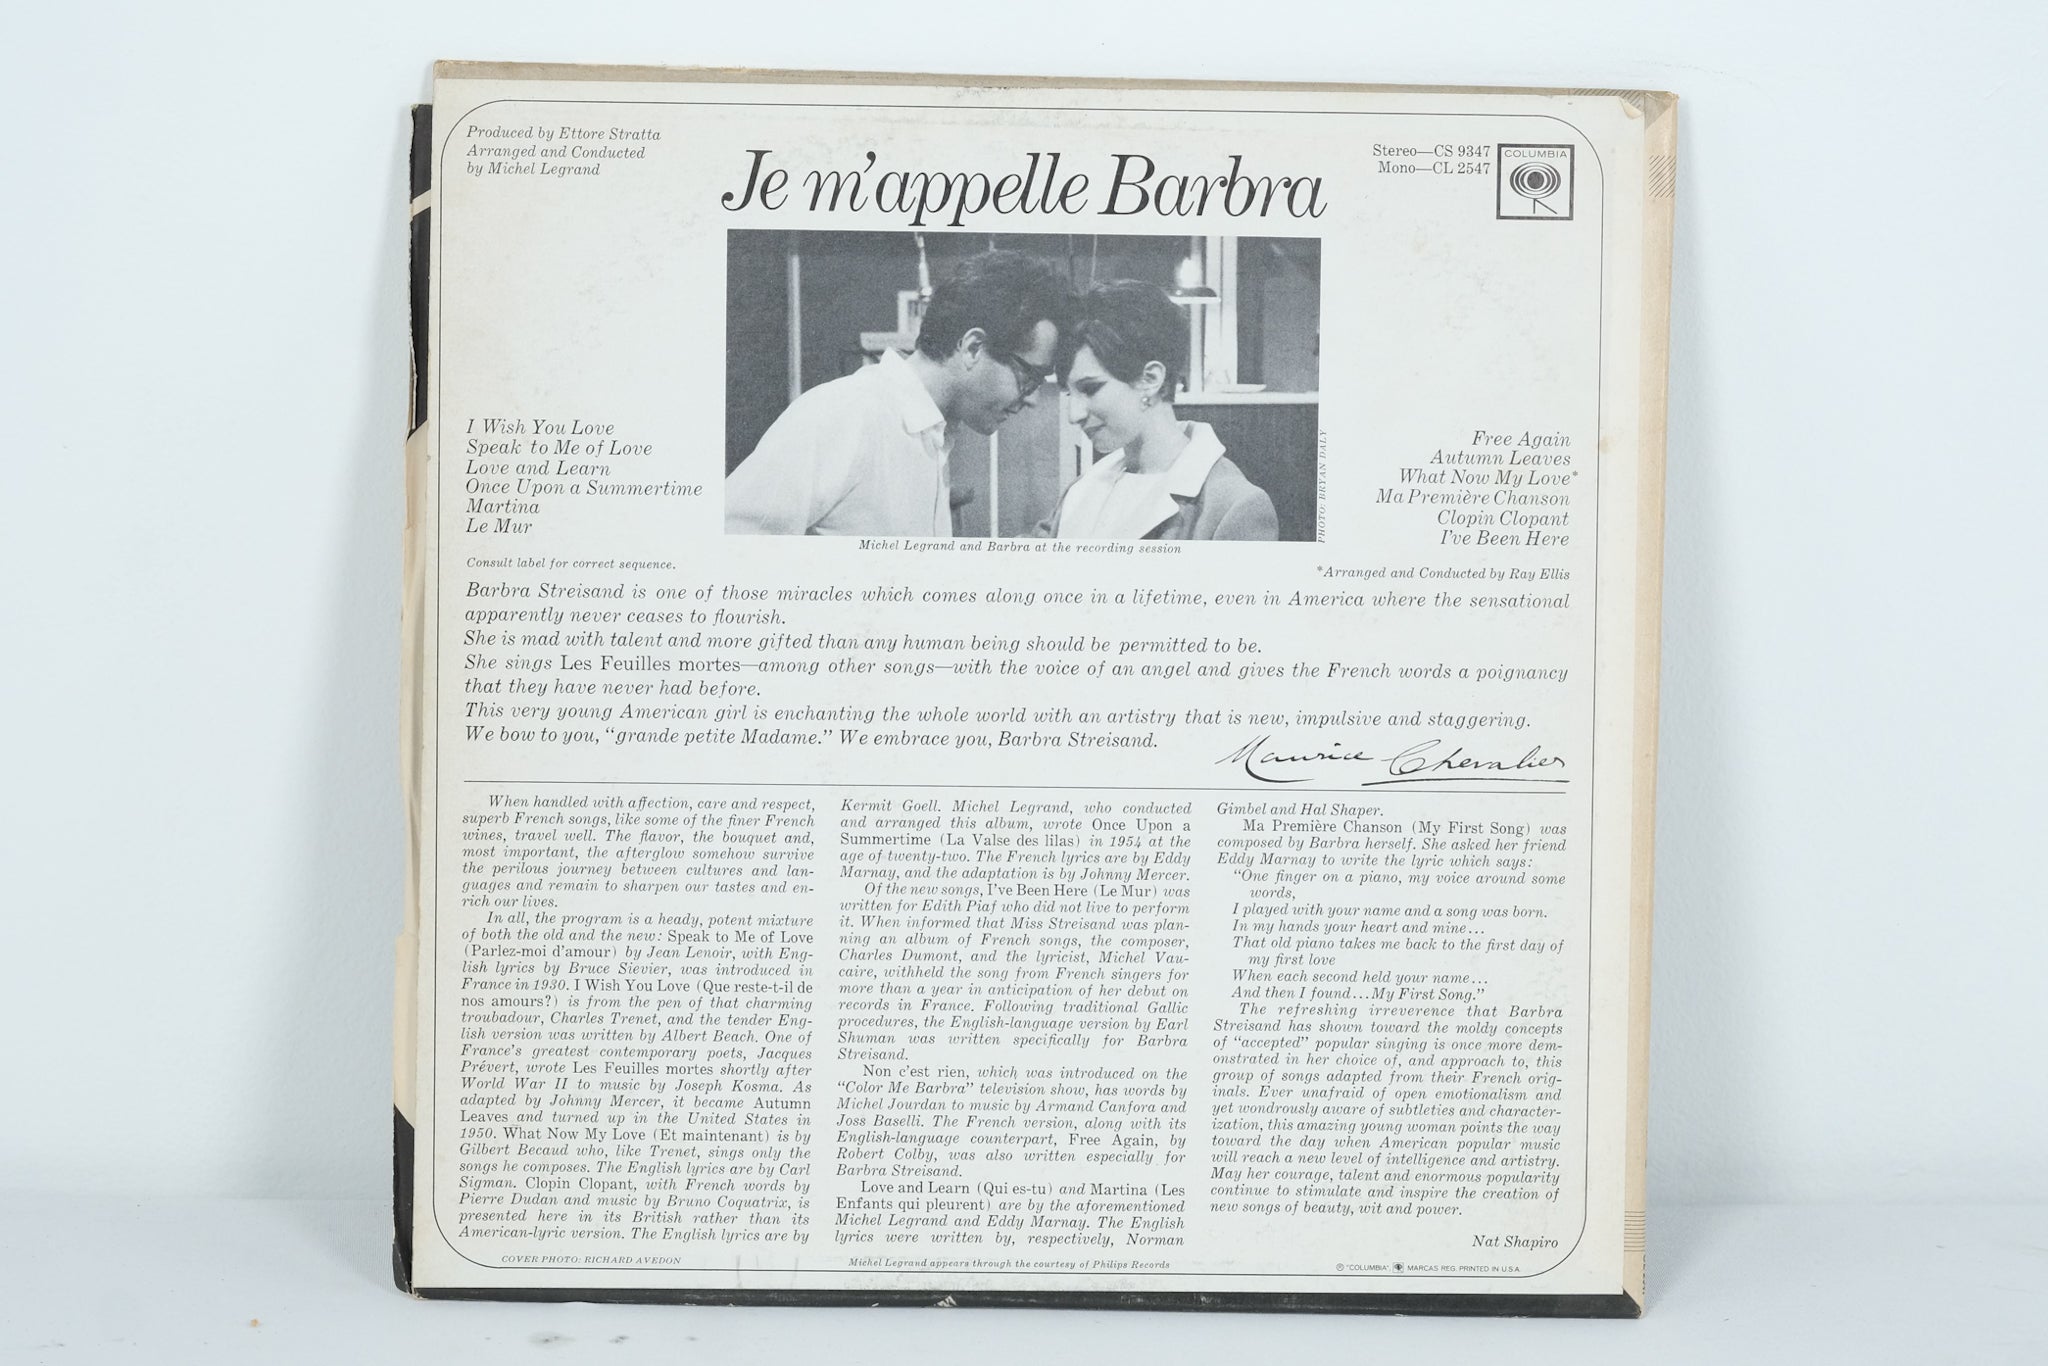 Produced by Ettore Stratta
Arranged and Conducted
by Michel Legrand
Je m'appelle Barbra
Stereo—CS 9347
Mono—CL 2547
COLUMBIA
I Wish You Love
Speak to Me of Love
Love and Learn
Once Upon a Summertime
Martina
Le Mur
Consult label for correct sequence.
PHOTO: BRYAN DALY
Michel Legrand and Barbra at the recording session
Free Again
Autumn Leaves
What Now My Love*
Ma Première Chanson
Clopin Clopant
I've Been Here
*Arranged and Conducted by Ray Ellis
Barbra Streisand is one of those miracles which comes along once in a lifetime, even in America where the sensational
apparently never ceases to flourish.
She is mad with talent and more gifted than any human being should be permitted to be.
She sings Les Feuilles mortes—among other songs—with the voice of an angel and gives the French words a poignancy
that they have never had before.
This very young American girl is enchanting the whole world with an artistry that is new, impulsive and staggering.
We bow to you, “grande petite Madame.” We embrace you, Barbra Streisand.
Maurice Chevalier
When handled with affection, care and respect,
superb French songs, like some of the finer French
wines, travel well. The flavor, the bouquet and,
most important, the afterglow somehow survive
the perilous journey between cultures and lan-
guages and remain to sharpen our tastes and en-
rich our lives.
In all, the program is a heady, potent mixture
of both the old and the new: Speak to Me of Love
(Parlez-moi d'amour) by Jean Lenoir, with Eng-
lish lyrics by Bruce Sievier, was introduced in
France in 1930. I Wish You Love (Que reste-t-il de
nos amours?) is from the pen of that charming
troubadour, Charles Trenet, and the tender Eng-
lish version was written by Albert Beach. One of
France's greatest contemporary poets, Jacques
Prévert, wrote Les Feuilles mortes shortly after
World War II to music by Joseph Kosma. As
adapted by Johnny Mercer, it became Autumn
Leaves and turned up in the United States in
1950. What Now My Love (Et maintenant) is by
Gilbert Becaud who, like Trenet, sings only the
songs he composes. The English lyrics are by Carl
Sigman. Clopin Clopant, with French words by
Pierre Dudan and music by Bruno Coquatrix, is
presented here in its British rather than its
American-lyric version. The English lyrics are by
Kermit Goell. Michel Legrand, who conducted
and arranged this album, wrote Once Upon a
Summertime (La Valse des lilas) in 1954 at the
age of twenty-two. The French lyrics are by Eddy
Marnay, and the adaptation is by Johnny Mercer.
Of the new songs, I've Been Here (Le Mur) was
written for Edith Piaf who did not live to perform
it. When informed that Miss Streisand was plan-
ning an album of French songs, the composer,
Charles Dumont, and the lyricist, Michel Vau-
caire, withheld the song from French singers for
more than a year in anticipation of her debut on
records in France. Following traditional Gallic
procedures, the English-language version by Earl
Shuman was written specifically for Barbra
Streisand.
Non c'est rien, which was introduced on the
“Color Me Barbra” television show, has words by
Michel Jourdan to music by Armand Canfora and
Joss Baselli. The French version, along with its
English-language counterpart, Free Again, by
Robert Colby, was also written especially for
Barbra Streisand.
Love and Learn (Qui es-tu) and Martina (Les
Enfants qui pleurent) are by the aforementioned
Michel Legrand and Eddy Marnay. The English
lyrics were written by, respectively, Norman
Gimbel and Hal Shaper.
Ma Première Chanson (My First Song) was
composed by Barbra herself. She asked her friend
Eddy Marnay to write the lyric which says:
“One finger on a piano, my voice around some
words,
I played with your name and a song was born.
In my hands your heart and mine...
That old piano takes me back to the first day of
my first love
When each second held your name...
And then I found...My First Song.”
The refreshing irreverence that Barbra
Streisand has shown toward the moldy concepts
of “accepted” popular singing is once more dem-
onstrated in her choice of, and approach to, this
group of songs adapted from their French orig-
inals. Ever unafraid of open emotionalism and
yet wondrously aware of subtleties and character-
ization, this amazing young woman points the way
toward the day when American popular music
will reach a new level of intelligence and artistry.
May her courage, talent and enormous popularity
continue to stimulate and inspire the creation of
new songs of beauty, wit and power.
Nat Shapiro
COVER PHOTO: RICHARD AVEDON
Michel Legrand appears through the courtesy of Philips Records
℗ "COLUMBIA", MARCAS REG. PRINTED IN U.S.A.